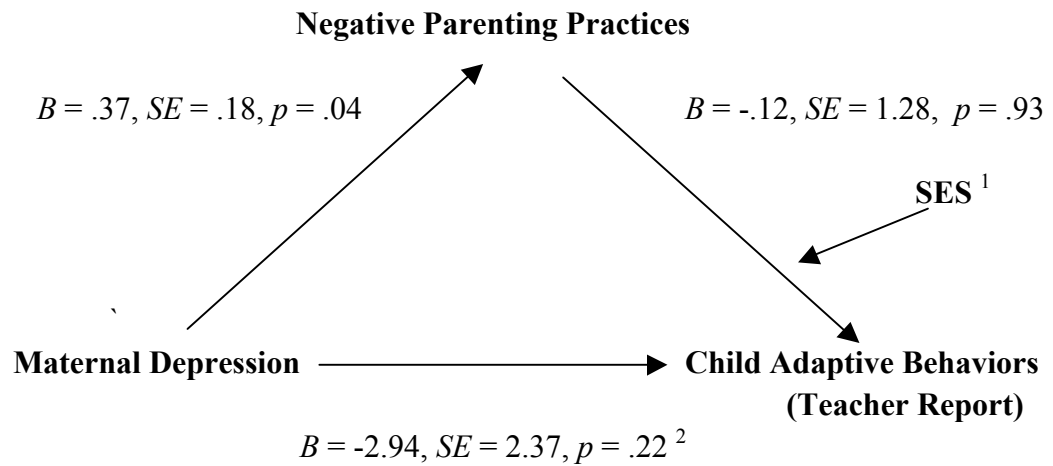 Negative Parenting Practices
B = .37, SE = .18, p = .04
B = -.12, SE = 1.28, p = .93
SES 1
`
Maternal Depression
Child Adaptive Behaviors
(Teacher Report)
B = -2.94, SE = 2.37, p = .22 2